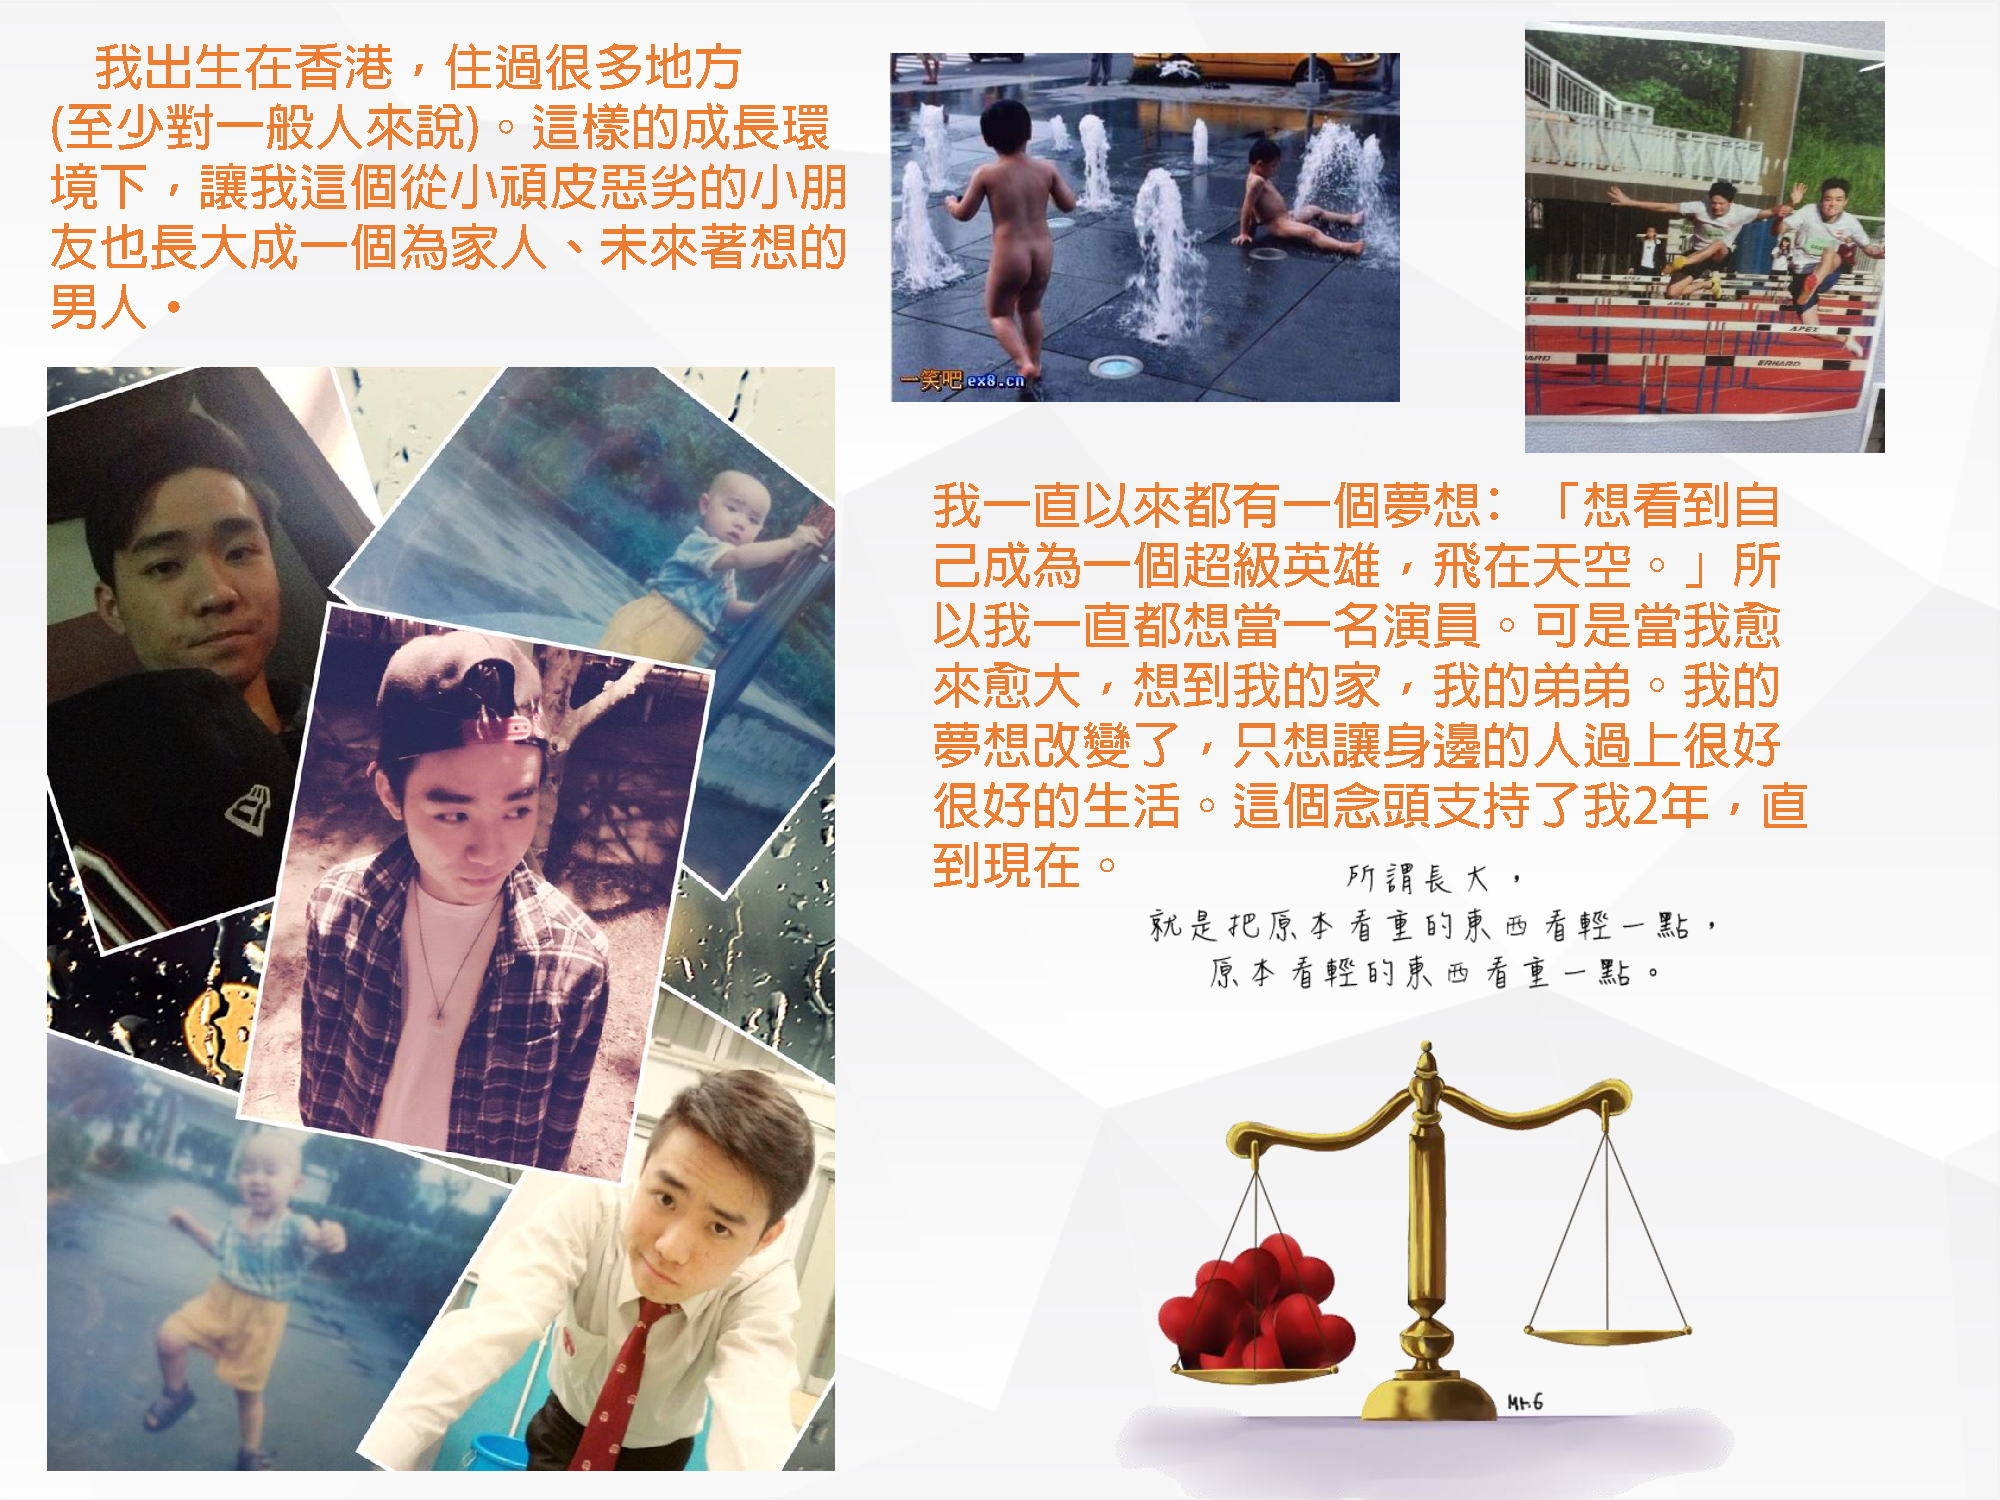 我出生在香港，住過很多地方
(至少對一般人來說)。這樣的成長環
境下，讓我這個從小頑皮惡劣的小朋
友也長大成一個為家人、未來著想的
男人•
一笑吧 ex8.cn
APEX
APEX
APEX
ERHARD
我一直以來都有一個夢想：「想看到自
己成為一個超級英雄，飛在天空。」所
以我一直都想當一名演員。可是當我愈
來愈大，想到我的家，我的弟弟。我的
夢想改變了，只想讓身邊的人過上很好
很好的生活。這個念頭支持了我2年，直
到現在。
所謂長大，
就是把原本看重的東西看輕一點，
原本看輕的東西看重一點。
Mr.6